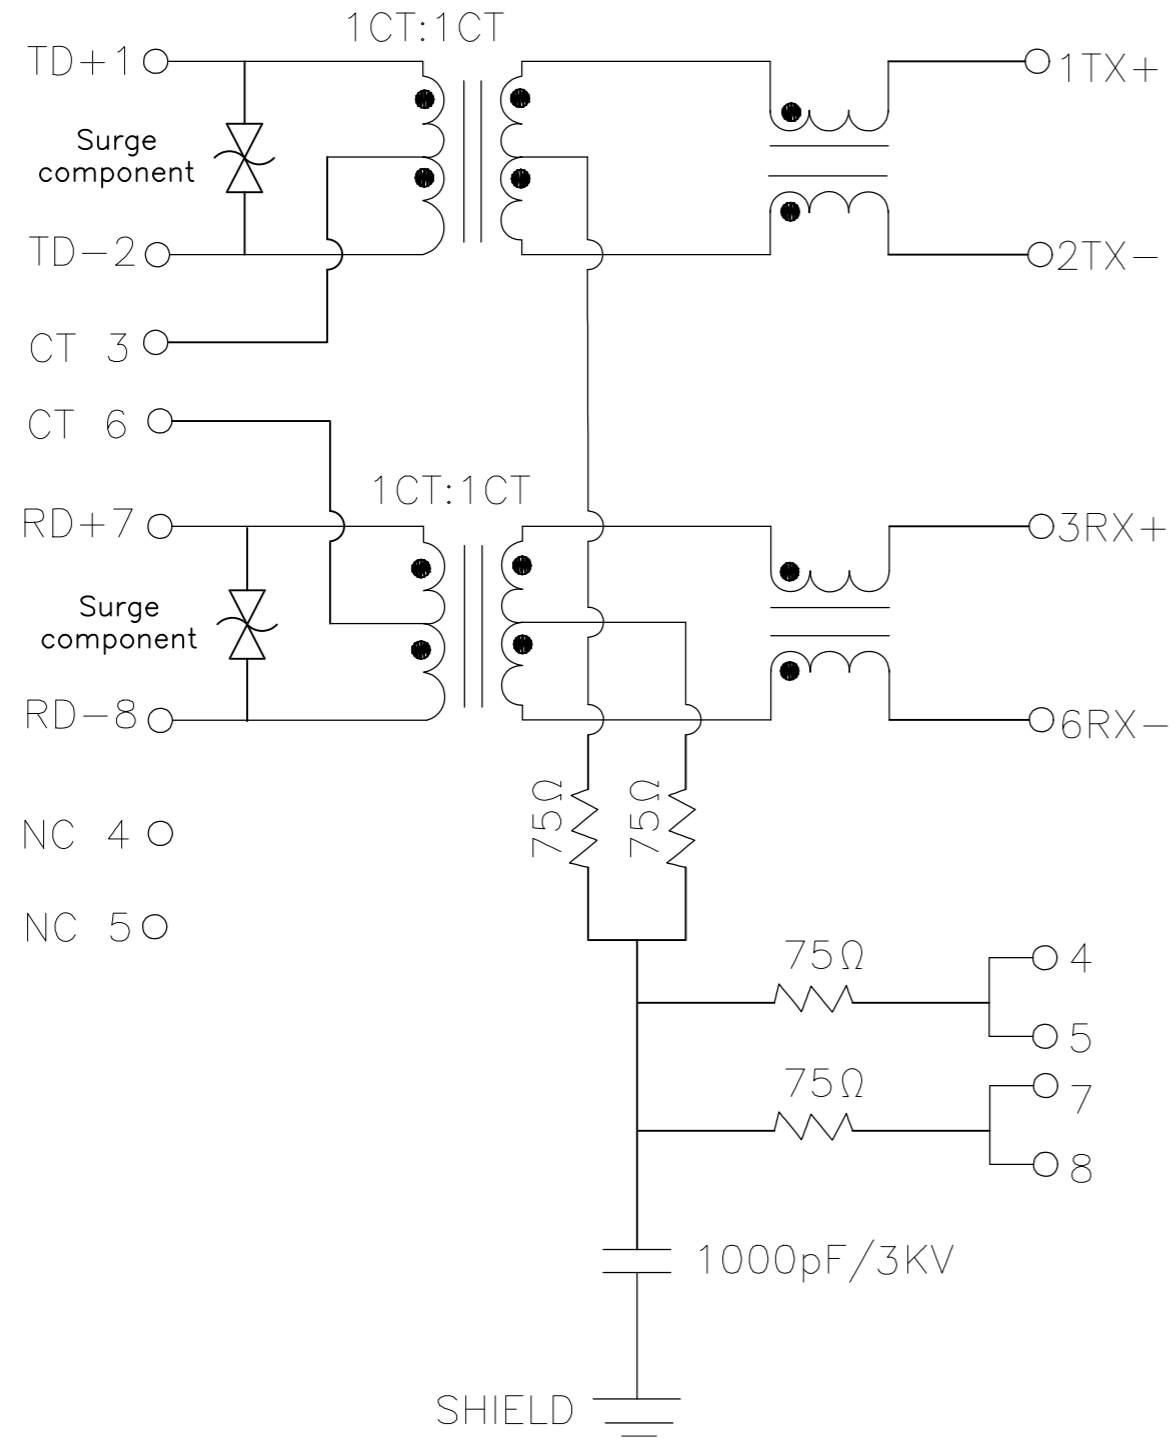 1CT:1CT
TD+1
1TX+
Surge
component
TD-2
2TX-
CT 3
CT 6
1CT:1CT
RD+7
3RX+
Surge
component
RD-8
6RX-
75Ω
75Ω
NC 4
NC 5
75Ω
4
5
75Ω
7
8
1000pF/3KV
SHIELD